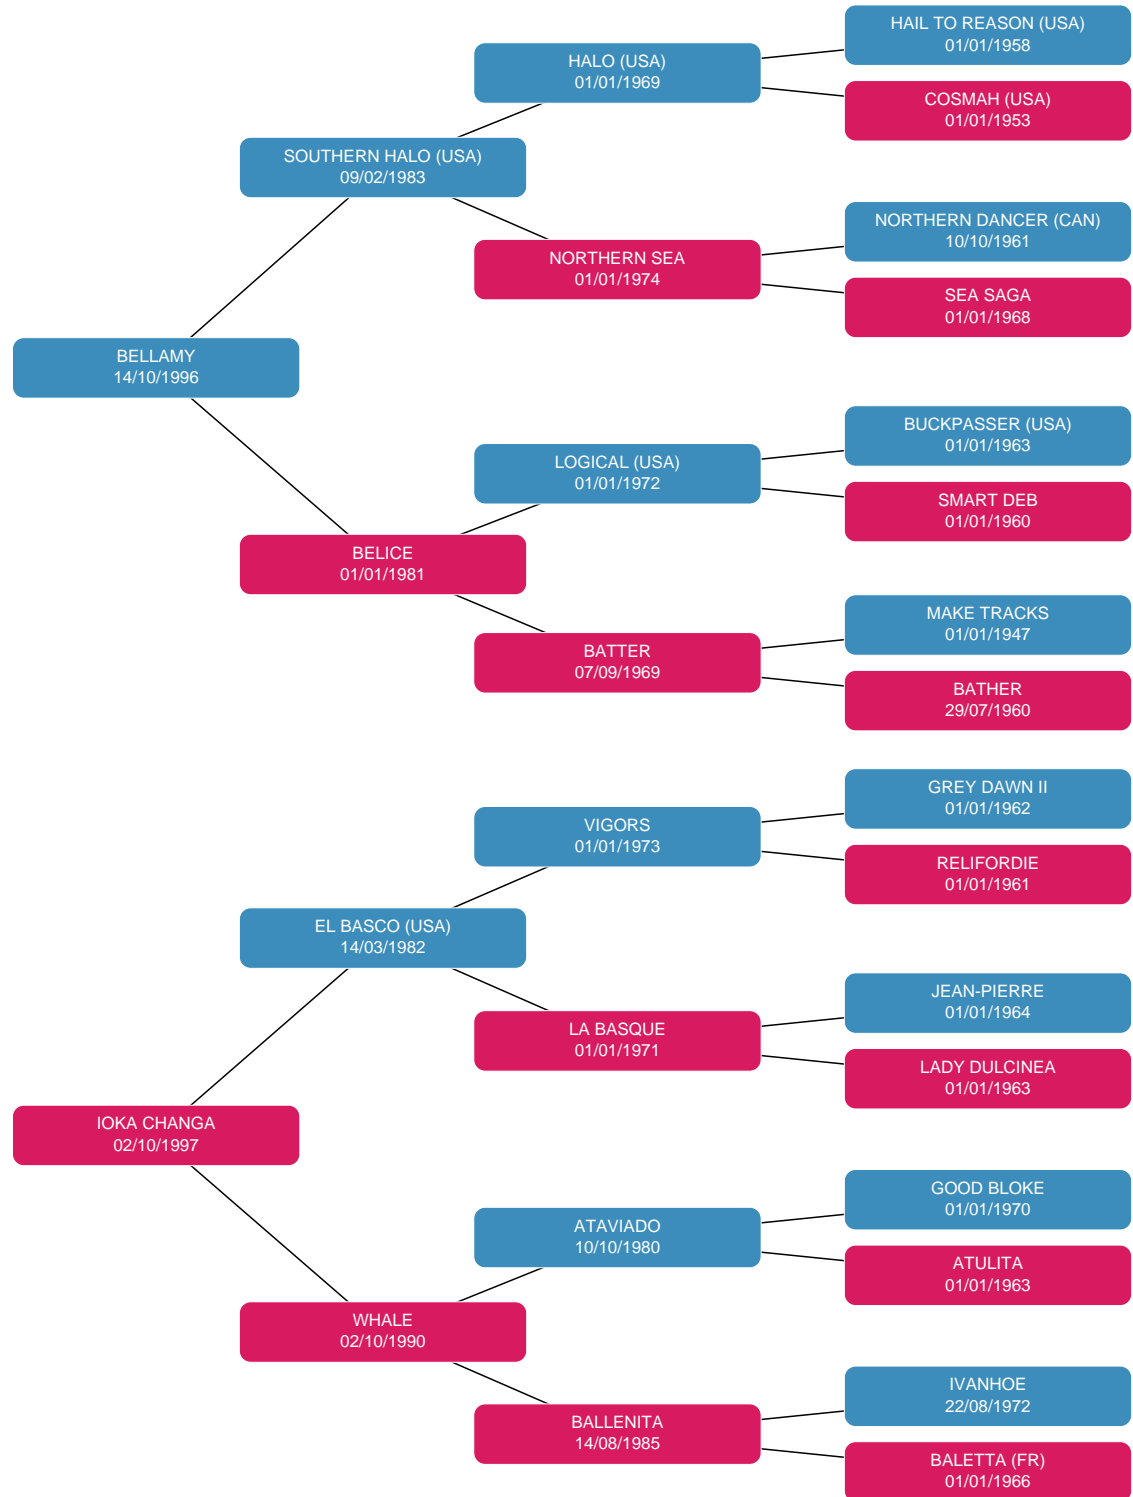 HAIL TO REASON (USA)
01/01/1958
HALO (USA)
01/01/1969
COSMAH (USA)
01/01/1953
SOUTHERN HALO (USA)
09/02/1983
NORTHERN DANCER (CAN)
10/10/1961
NORTHERN SEA
01/01/1974
SEA SAGA
01/01/1968
BELLAMY
14/10/1996
BUCKPASSER (USA)
01/01/1963
LOGICAL (USA)
01/01/1972
SMART DEB
01/01/1960
BELICE
01/01/1981
MAKE TRACKS
01/01/1947
BATTER
07/09/1969
BATHER
29/07/1960
GREY DAWN II
01/01/1962
VIGORS
01/01/1973
RELIFORDIE
01/01/1961
EL BASCO (USA)
14/03/1982
JEAN-PIERRE
01/01/1964
LA BASQUE
01/01/1971
LADY DULCINEA
01/01/1963
IOKA CHANGA
02/10/1997
GOOD BLOKE
01/01/1970
ATAVIADO
10/10/1980
ATULITA
01/01/1963
WHALE
02/10/1990
IVANHOE
22/08/1972
BALLENITA
14/08/1985
BALETTA (FR)
01/01/1966